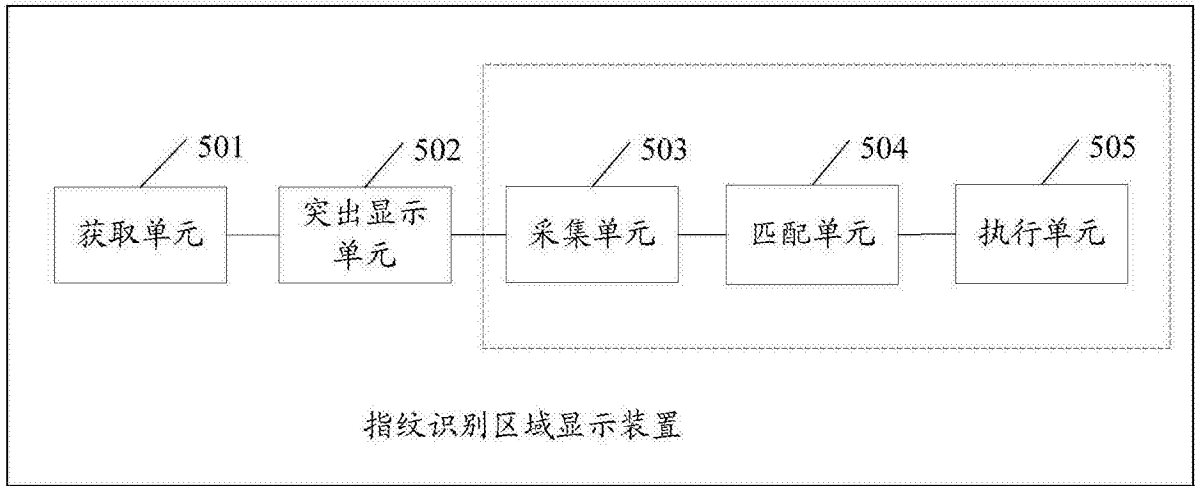 501
502
503
504
505
获取单元
突出显示
单元
采集单元
匹配单元
执行单元
指纹识别区域显示装置